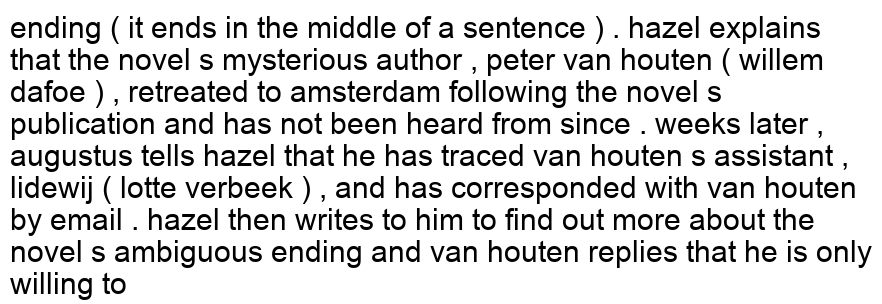 ending ( it ends in the middle of a sentence ) . hazel explains
that the novel s mysterious author , peter van houten ( willem
dafoe ) , retreated to amsterdam following the novel s
publication and has not been heard from since . weeks later ,
augustus tells hazel that he has traced van houten s assistant ,
lidewij ( lotte verbeek ) , and has corresponded with van houten
by email . hazel then writes to him to find out more about the
novel s ambiguous ending and van houten replies that he is only
willing to